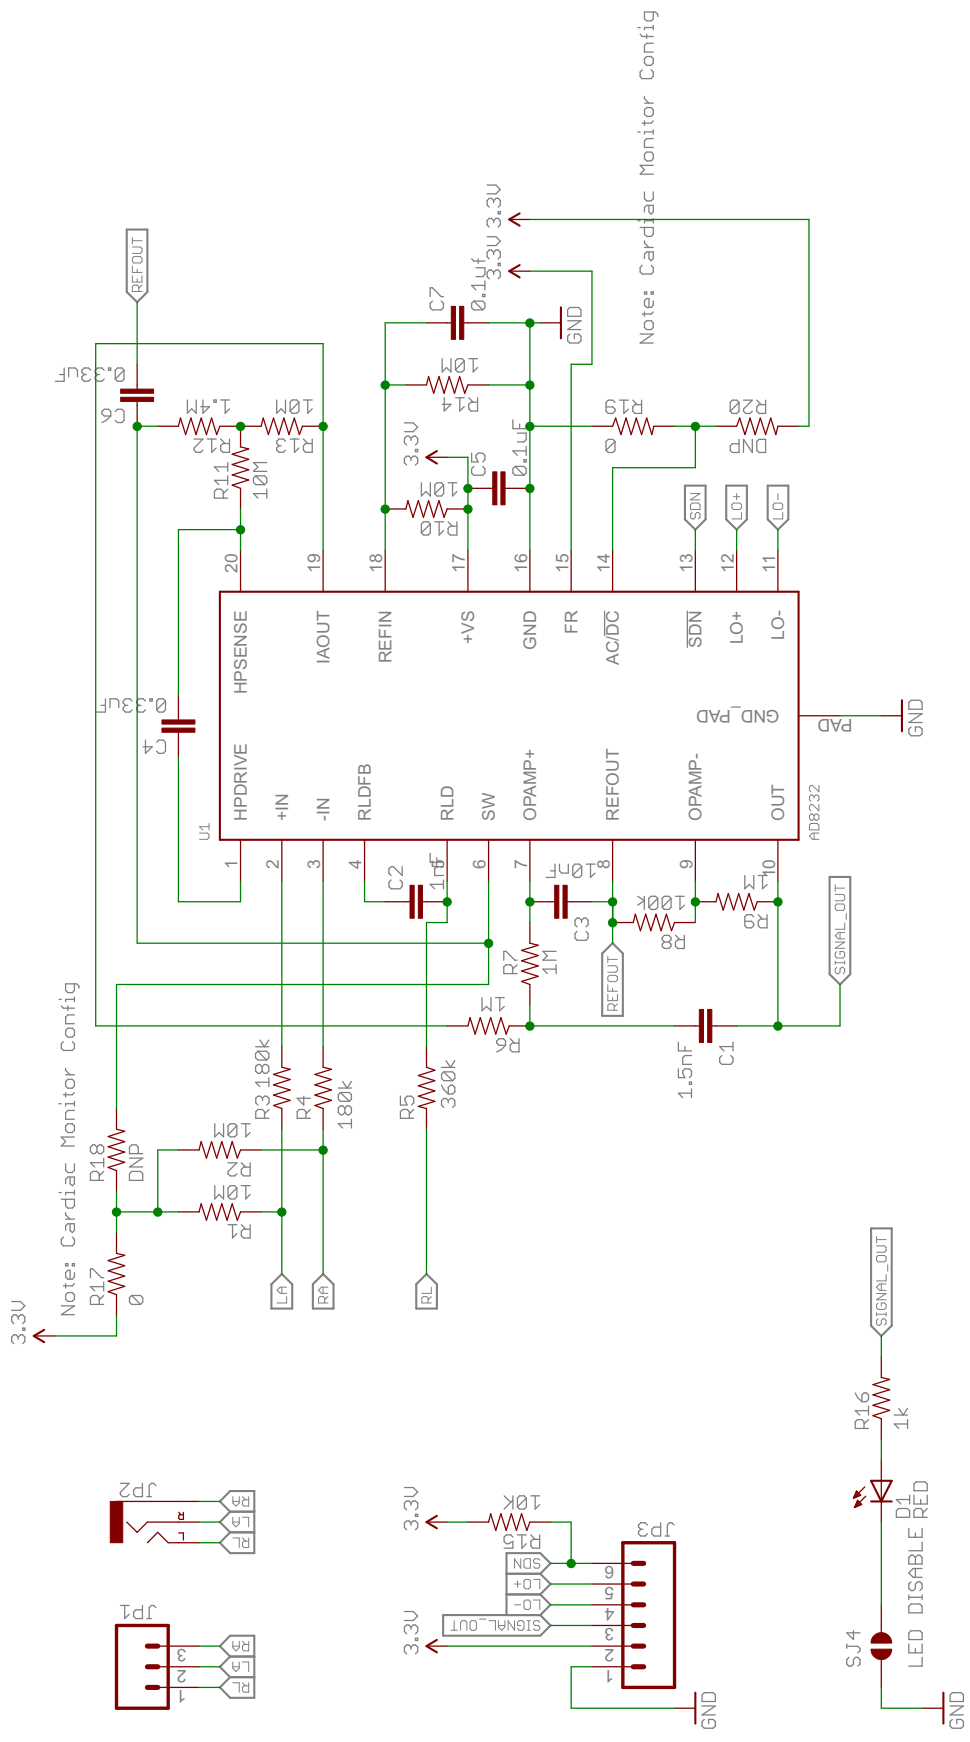 3.3V
Note: Cardiac Monitor Config
R17
0
R18
DNP
R1
10M
R2
10M
LA
RA
RL
R3
180k
R4
180k
R5
360k
R6
1M
R7
1M
C1
1.5nF
C2
1nF
C3
10nF
REFOUT
R8
100k
R9
1M
SIGNAL_OUT
C4
0.33uF
U1
AD8232
1
HPDRIVE
2
+IN
3
-IN
4
RLDFB
5
RLD
6
SW
7
OPAMP+
8
REFOUT
9
OPAMP-
10
OUT
HPSENSE
20
IAOUT
19
REFIN
18
+VS
17
GND
16
FR
15
AC/DC
14
SDN
13
LO+
12
LO-
11
GND_PAD
PAD
GND
R11
10M
R12
1.4M
R13
10M
C6
0.33uF
REFOUT
R10
10M
3.3V
C5
0.1uF
R14
10M
C7
0.1uf
GND
3.3V
3.3V
R19
0
R20
DNP
SDN
LO+
LO-
Note: Cardiac Monitor Config
JP1
1
2
3
RL
LA
RA
JP2
L
R
RL
LA
RA
JP3
1
2
3
4
5
6
GND
3.3V
SIGNAL_OUT
LO-
LO+
SDN
3.3V
R15
10K
GND
SJ4
LED DISABLE
D1
RED
R16
1k
SIGNAL_OUT